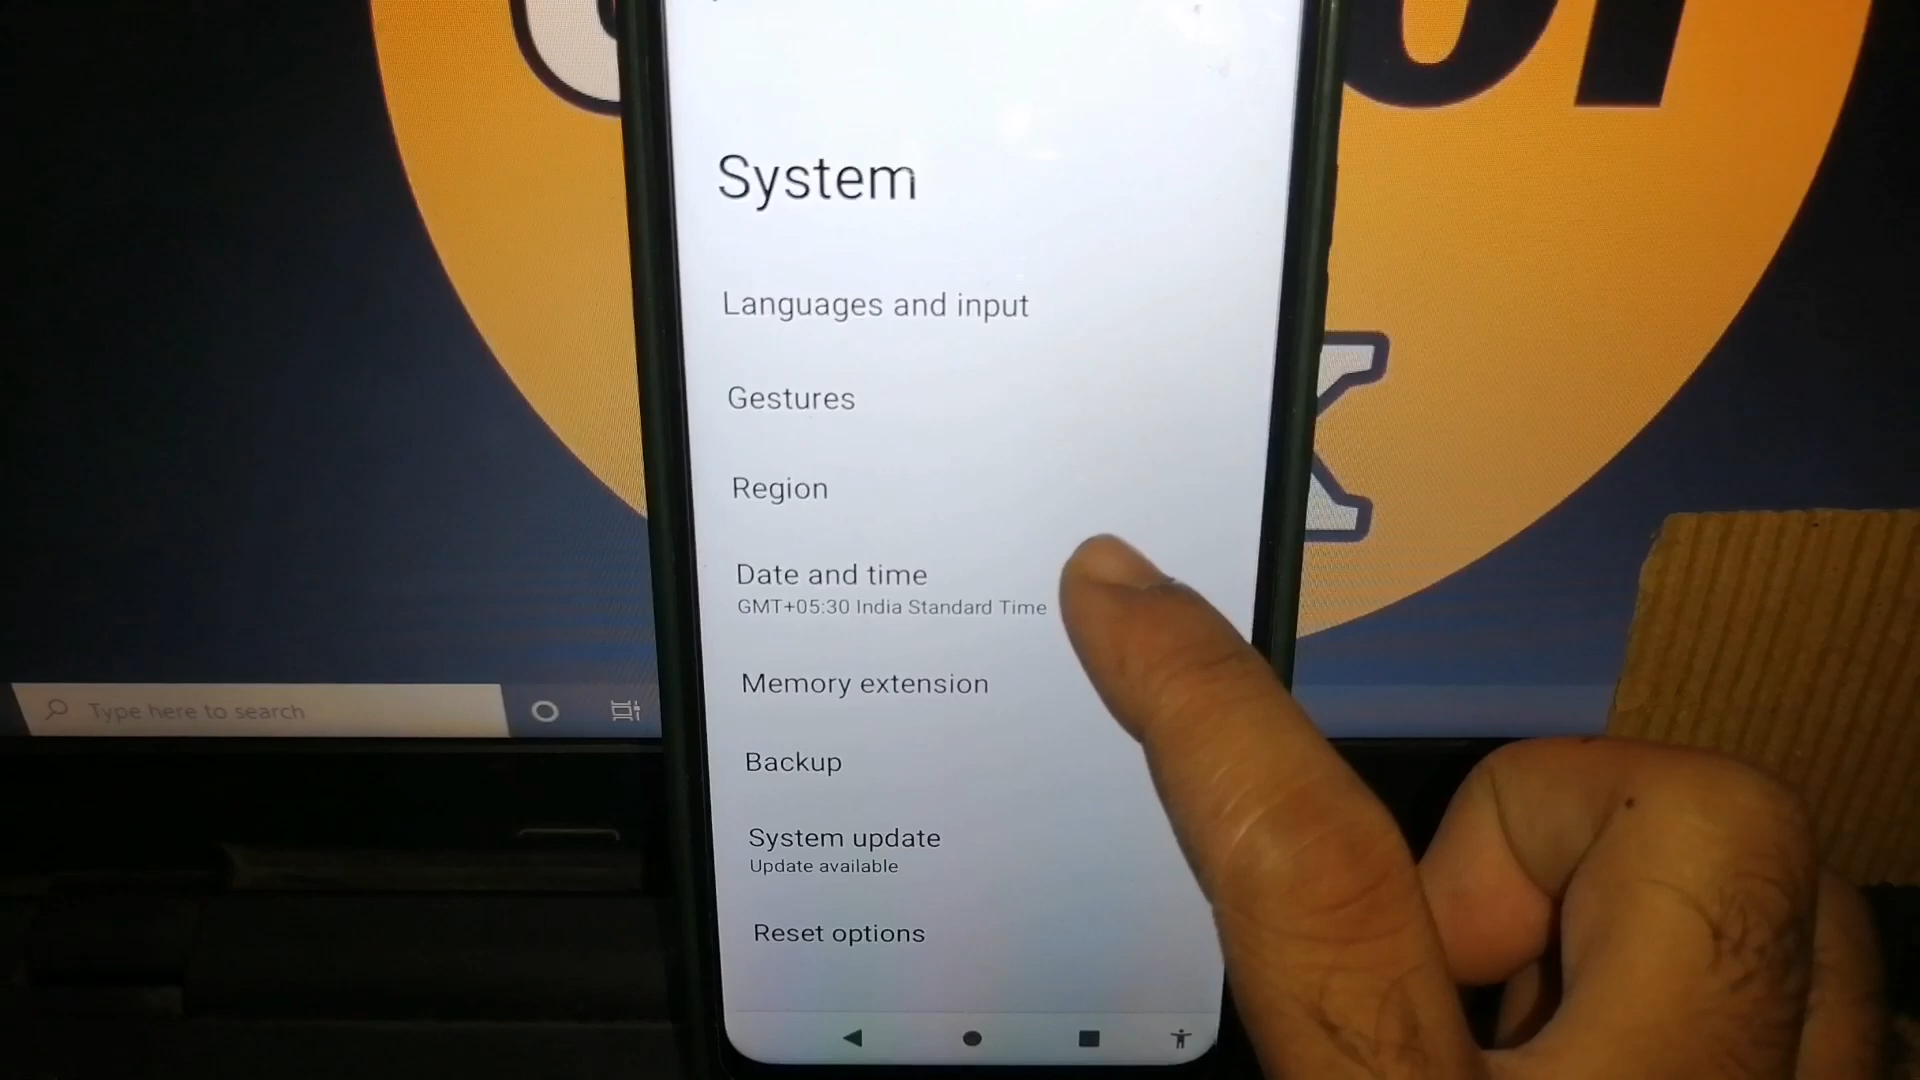 System
Languages and input
Gestures
Region
Date and time
GMT+05:30 India Standard Time
Memory extension
Backup
System update
Update available
Reset options
Type here to search